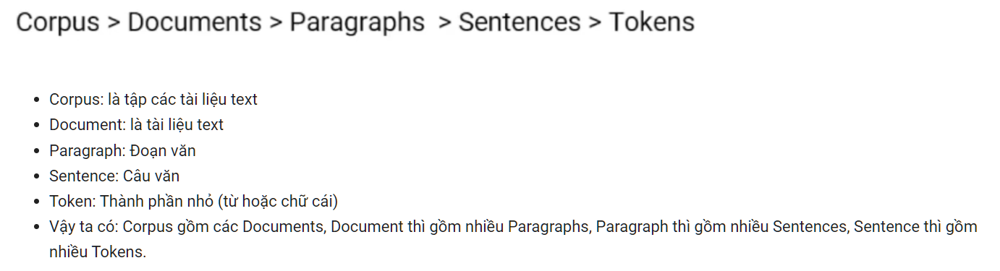 Corpus > Documents > Paragraphs > Sentences > Tokens
Corpus: là tập các tài liệu text
Document: là tài liệu text
Paragraph: Đoạn văn
Sentence: Câu văn
Token: Thành phần nhỏ (từ hoặc chữ cái)
Vậy ta có: Corpus gồm các Documents, Document thì gồm nhiều Paragraphs, Paragraph thì gồm nhiều Sentences, Sentence thì gồm
nhiều Tokens.